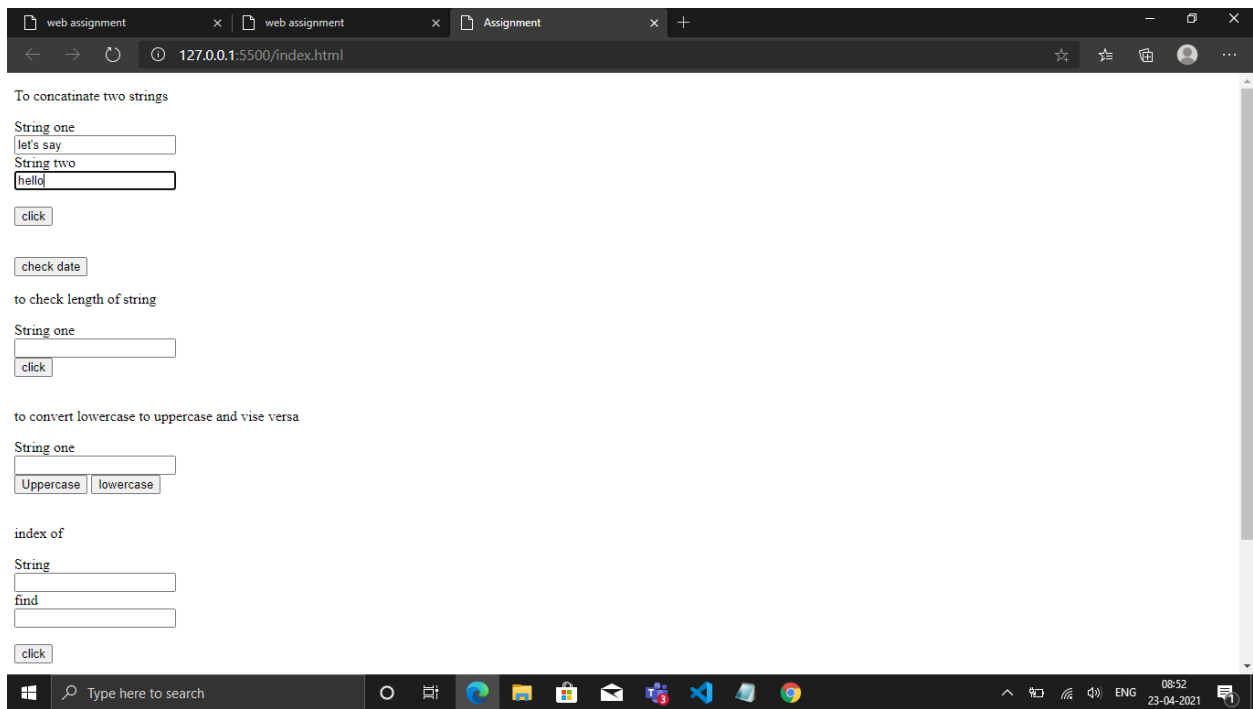 web assignment
web assignment
Assignment
127.0.0.1:5500/index.html
To concatinate two strings
String one
let's say
String two
hello
click
check date
to check length of string
String one
click
to convert lowercase to uppercase and vise versa
String one
Uppercase lowercase
index of
String
find
click
Type here to search
3
ENG
08:52
23-04-2021
1